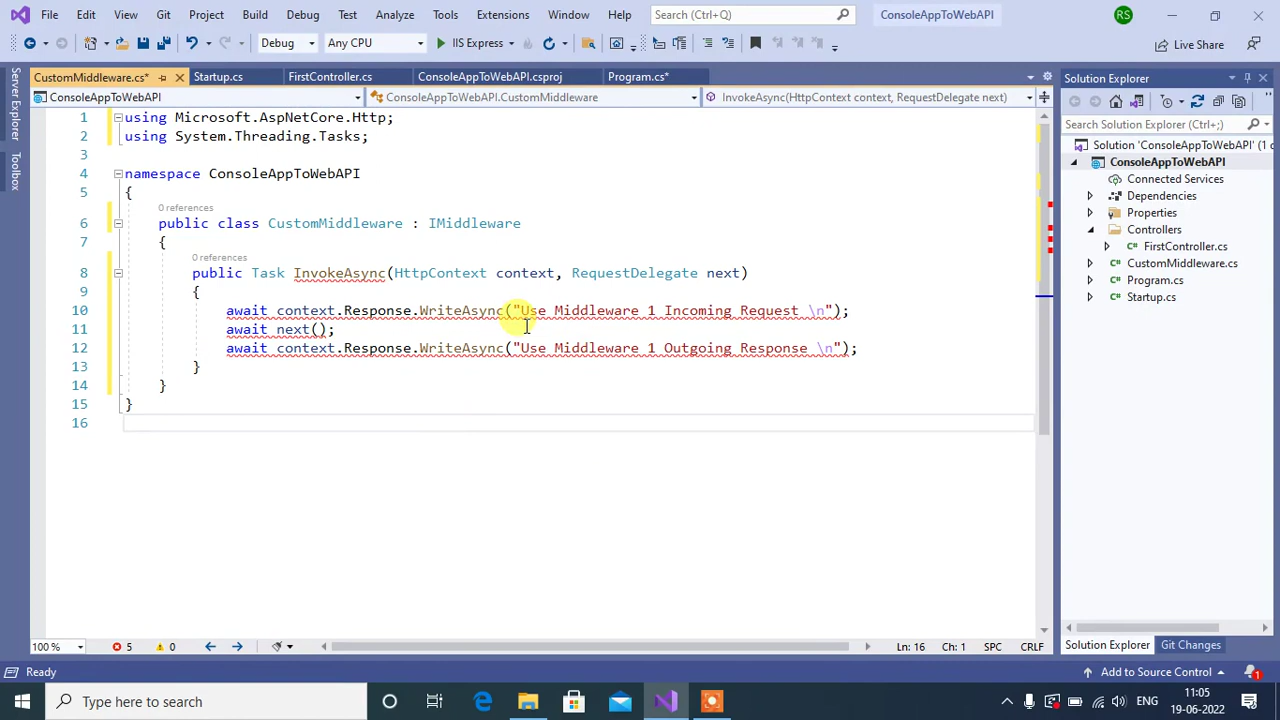 File Edit View Git Project Build Debug Test Analyze Tools Extensions Window Help Search (Ctrl+Q) ConsoleAppToWebAPI RS
Debug Any CPU IIS Express Live Share
CustomMiddleware.cs* Startup.cs FirstController.cs ConsoleAppToWebAPI.csproj Program.cs*
ConsoleAppToWebAPI ConsoleAppToWebAPI.CustomMiddleware InvokeAsync(HttpContext context, RequestDelegate next)
Server Explorer
Toolbox
1 using Microsoft.AspNetCore.Http;
2 using System.Threading.Tasks;
3
4 namespace ConsoleAppToWebAPI
5 {
0 references
6 public class CustomMiddleware : IMiddleware
7 {
0 references
8 public Task InvokeAsync(HttpContext context, RequestDelegate next)
9 {
10 await context.Response.WriteAsync("Use Middleware 1 Incoming Request \n");
11 await next();
12 await context.Response.WriteAsync("Use Middleware 1 Outgoing Response \n");
13 }
14 }
15 }
16
Solution Explorer
Search Solution Explorer (Ctrl+;)
Solution 'ConsoleAppToWebAPI' (1 c
ConsoleAppToWebAPI
Connected Services
Dependencies
Properties
Controllers
FirstController.cs
CustomMiddleware.cs
Program.cs
Startup.cs
Solution Explorer Git Changes
100 % 5 0 Ln: 16 Ch: 1 SPC CRLF
Ready Add to Source Control 1
Type here to search ENG 11:05
19-06-2022